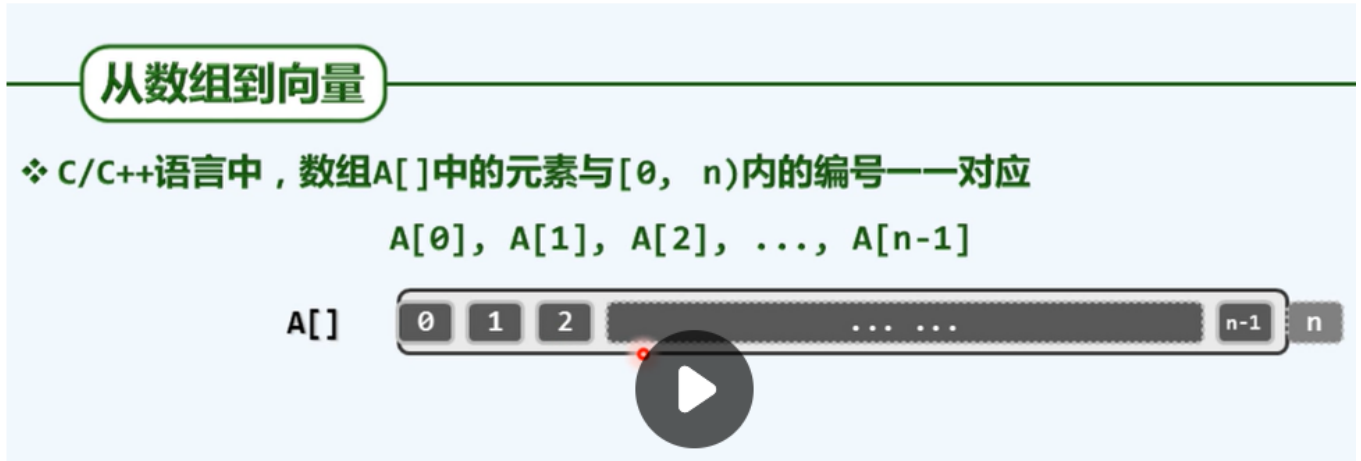 从数组到向量
❖ C/C++语言中，数组A[]中的元素与[0, n)内的编号一一对应
A[0], A[1], A[2], ..., A[n-1]
A[] 0 1 2 ... ... n-1 n